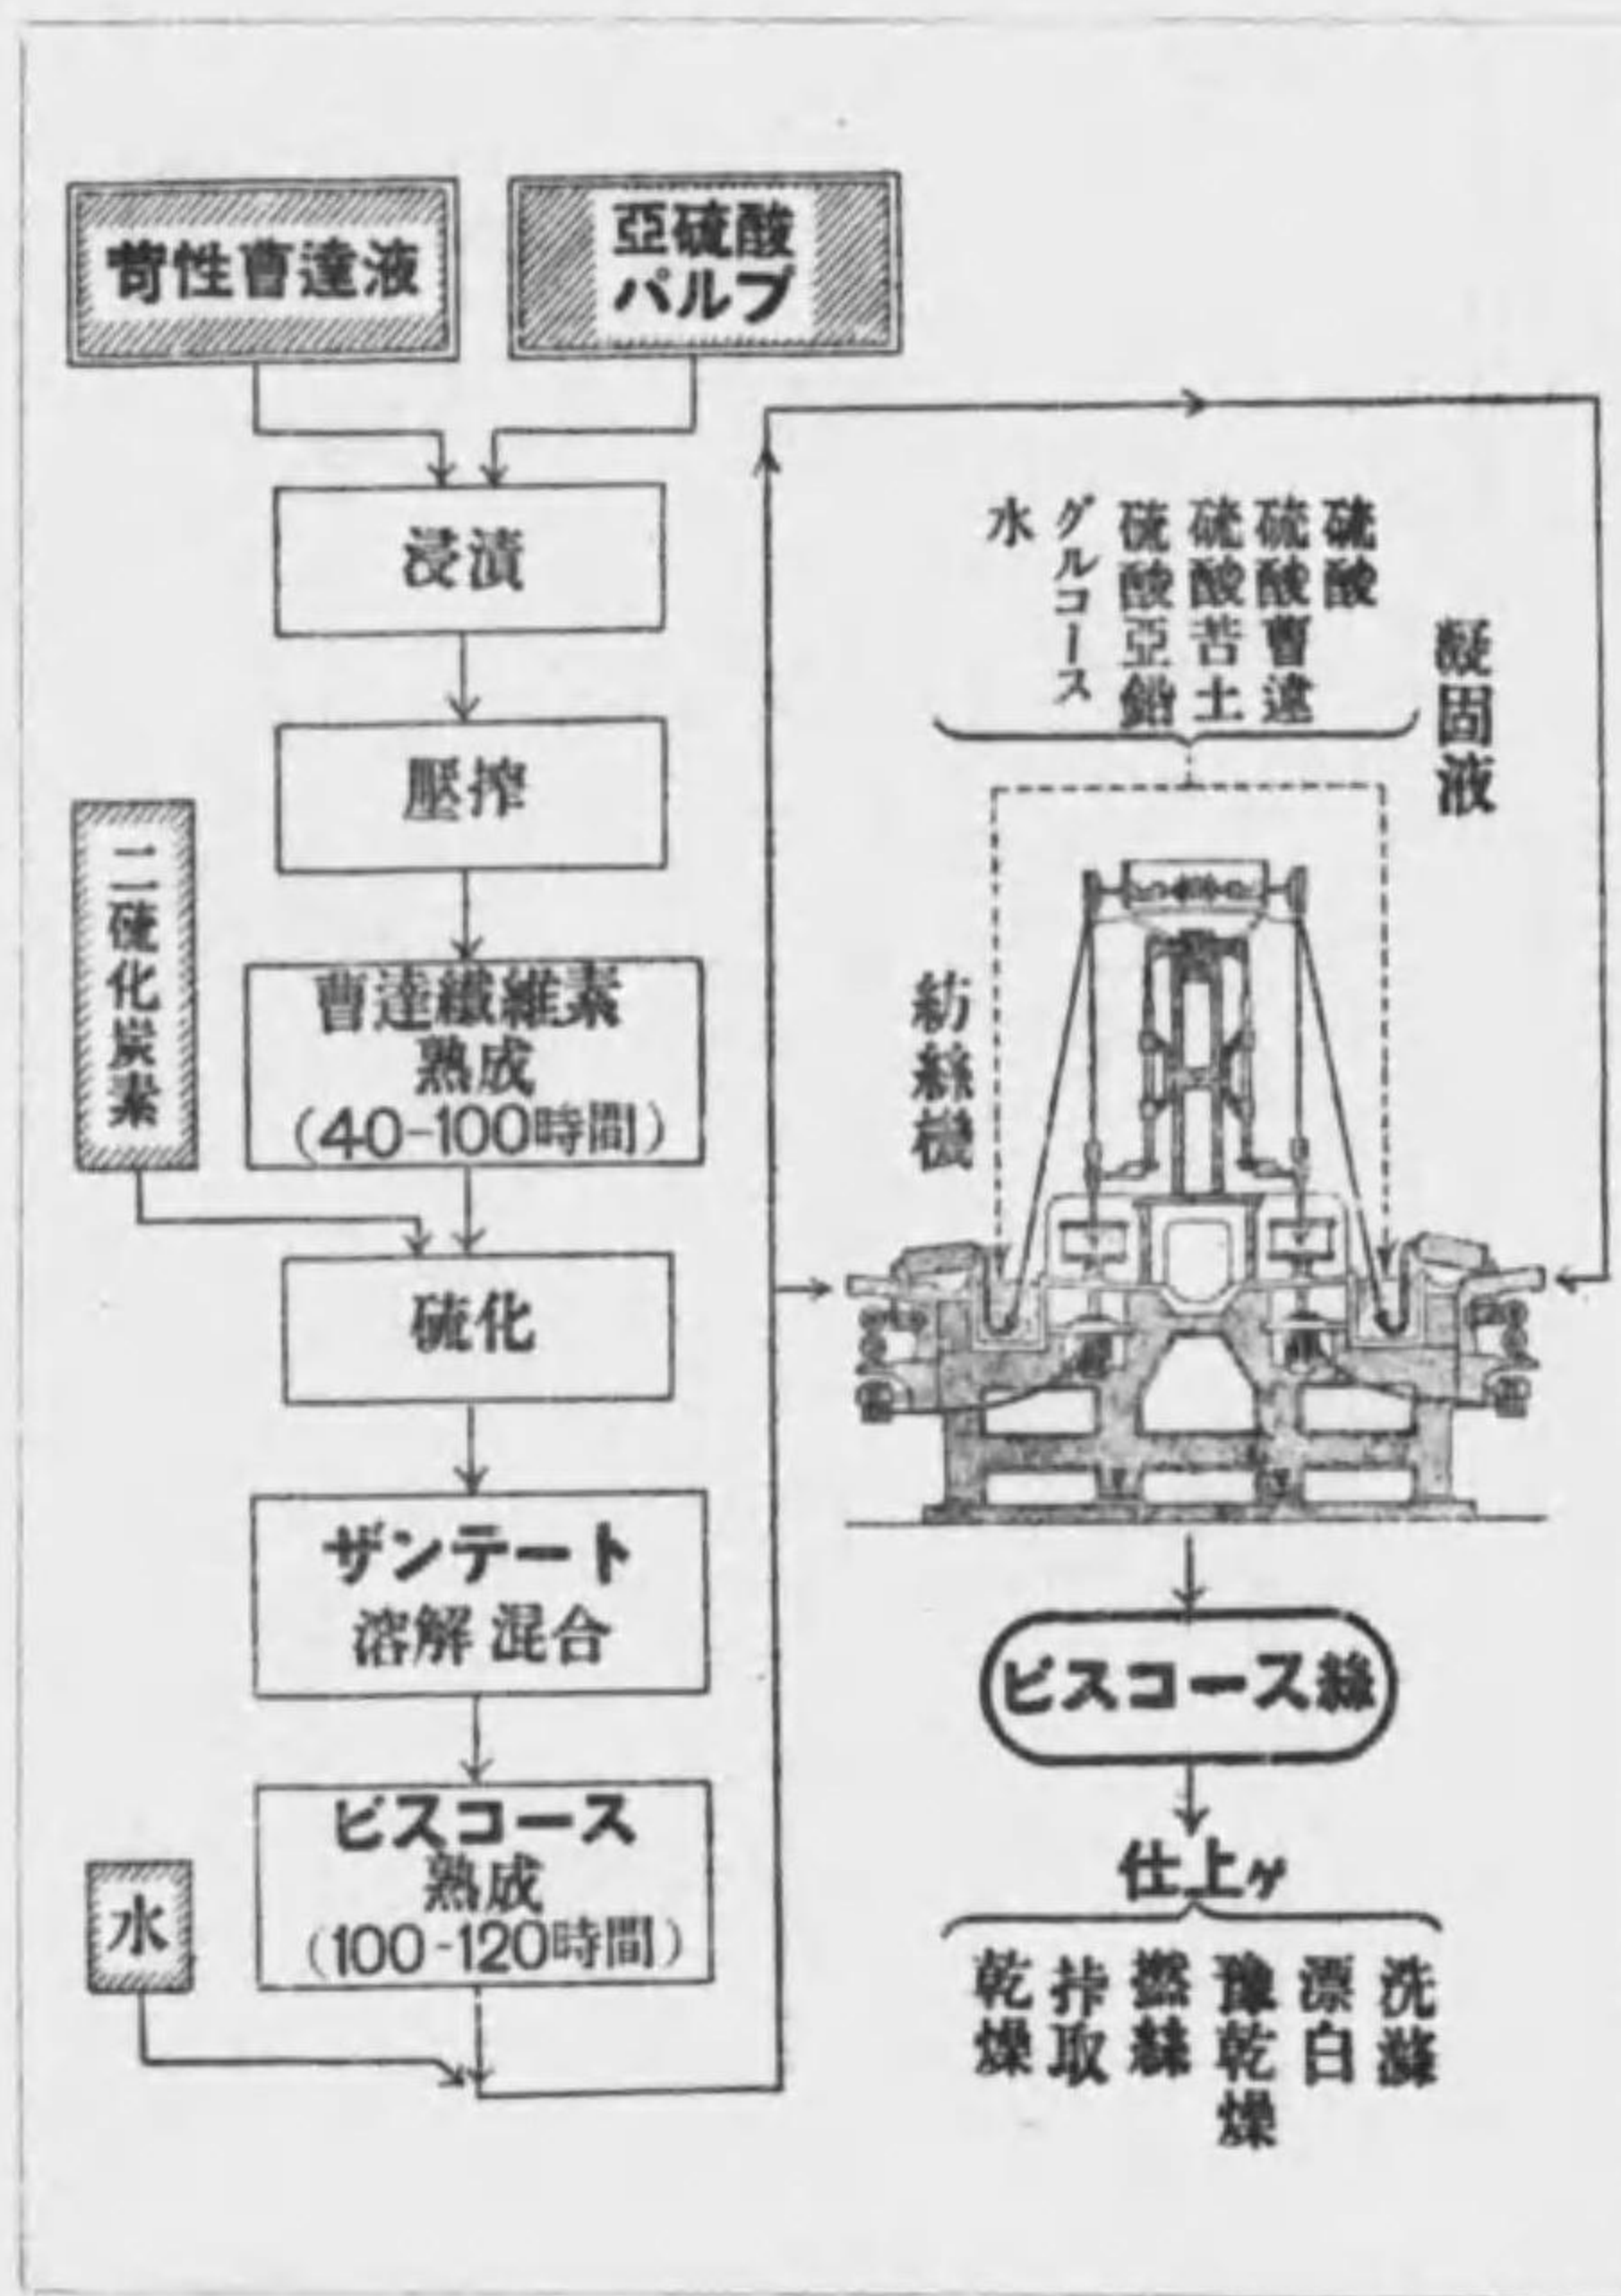 苛性曹達液
亞硫酸
パルプ
浸漬
壓搾
二硫化炭素
曹達纖維素
熟成
(40-100時間)
硫化
ザンテート
溶解 混合
ビスコース
熟成
(100-120時間)
水
凝固液
硫酸
硫酸曹達
硫酸苦土
硫酸亞鉛
グルコース
水
紡絲機
ビスコース絲
仕上ゲ
洗滌
漂白
豫乾燥
撚絲
拤取
乾燥